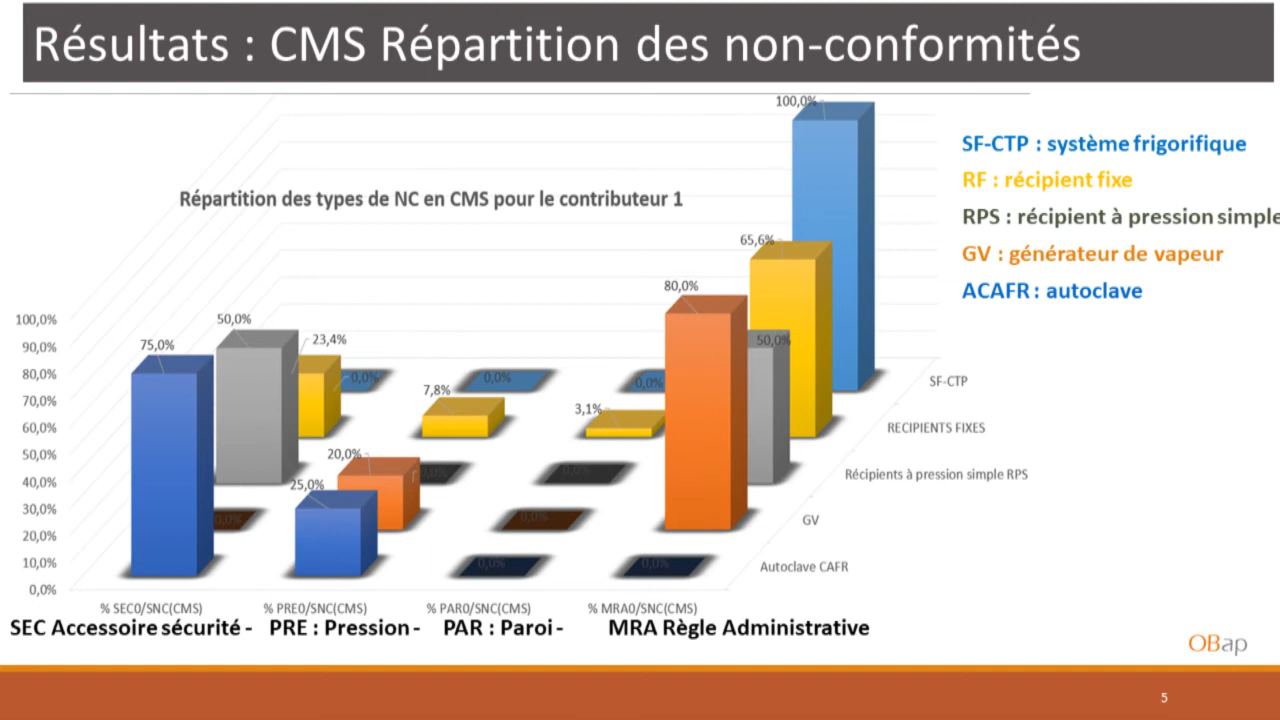 Résultats : CMS Répartition des non-conformités
100,0%
SF-CTP : système frigorifique
RF : récipient fixe
RPS : récipient à pression simple
GV : générateur de vapeur
ACAFR : autoclave
Répartition des types de NC en CMS pour le contributeur 1
65,6%
80,0%
100,0%
90,0%
80,0%
70,0%
60,0%
50,0%
40,0%
30,0%
20,0%
10,0%
0,0%
75,0%
50,0%
23,4%
50,0%
0,0%
0,0%
0,0%
7,8%
3,1%
20,0%
0,0%
0,0%
25,0%
0,0%
0,0%
0,0%
0,0%
SF-CTP
RECIPIENTS FIXES
Récipients à pression simple RPS
GV
Autoclave CAFR
% SEC0/SNC(CMS) % PRE0/SNC(CMS) % PAR0/SNC(CMS) % MRA0/SNC(CMS)
SEC Accessoire sécurité - PRE : Pression - PAR : Paroi - MRA Règle Administrative
OBap
5